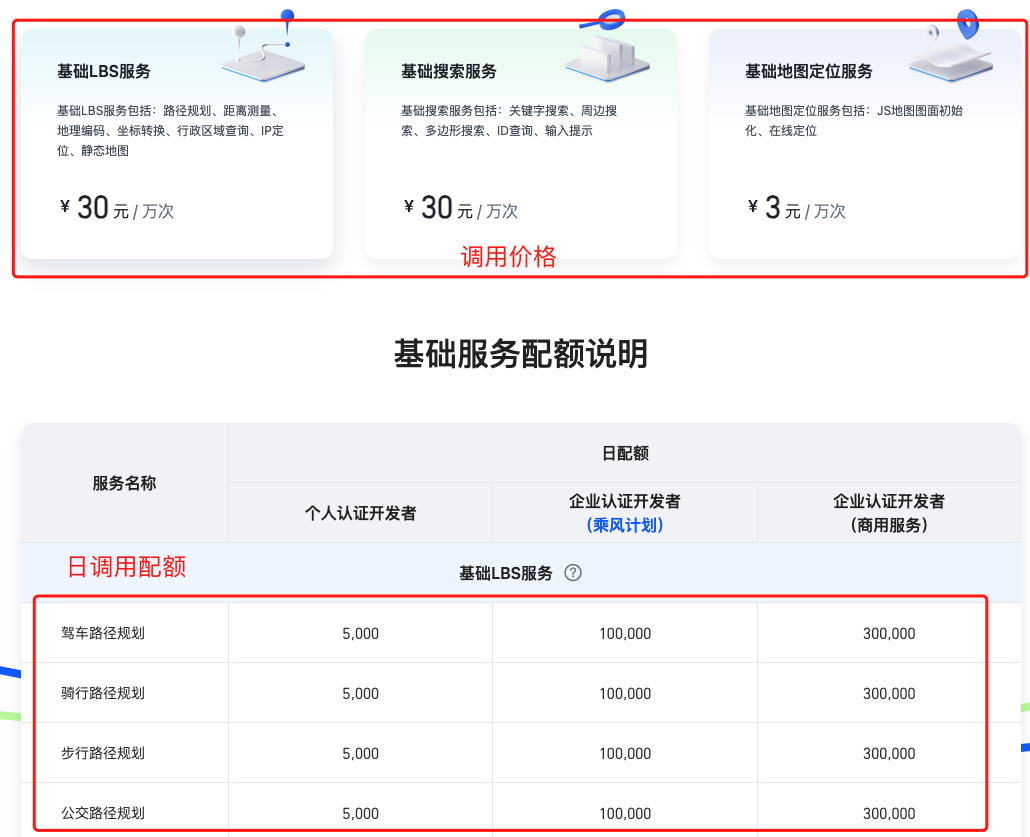 基础LBS服务
基础LBS服务包括：路径规划、距离测量、
地理编码、坐标转换、行政区域查询、IP定
位、静态地图
¥ 30 元 / 万次
基础搜索服务
基础搜索服务包括：关键字搜索、周边搜
索、多边形搜索、ID查询、输入提示
¥ 30 元 / 万次
基础地图定位服务
基础地图定位服务包括：JS地图图面初始
化、在线定位
¥ 3 元 / 万次
调用价格
基础服务配额说明
服务名称
日配额
个人认证开发者
企业认证开发者
（乘风计划）
企业认证开发者
（商用服务）
日调用配额
基础LBS服务 ?
驾车路径规划 5,000 100,000 300,000
骑行路径规划 5,000 100,000 300,000
步行路径规划 5,000 100,000 300,000
公交路径规划 5,000 100,000 300,000